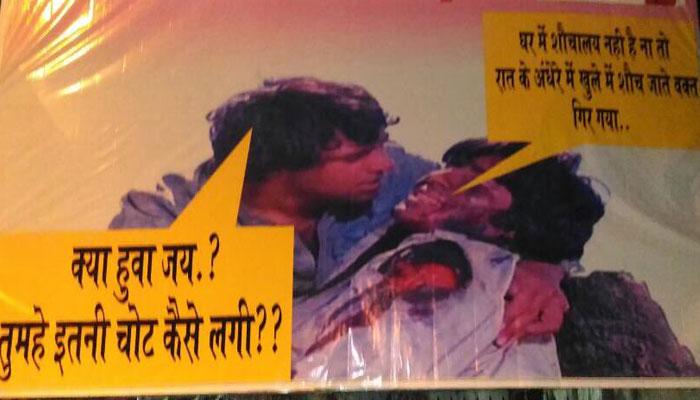 घर में शौचालय नही है ना तो
रात के अंधेरे में खुले में शौच जाते वक्त
गिर गया..
क्या हुवा जय.?
तुमहे इतनी चोट कैसे लगी??